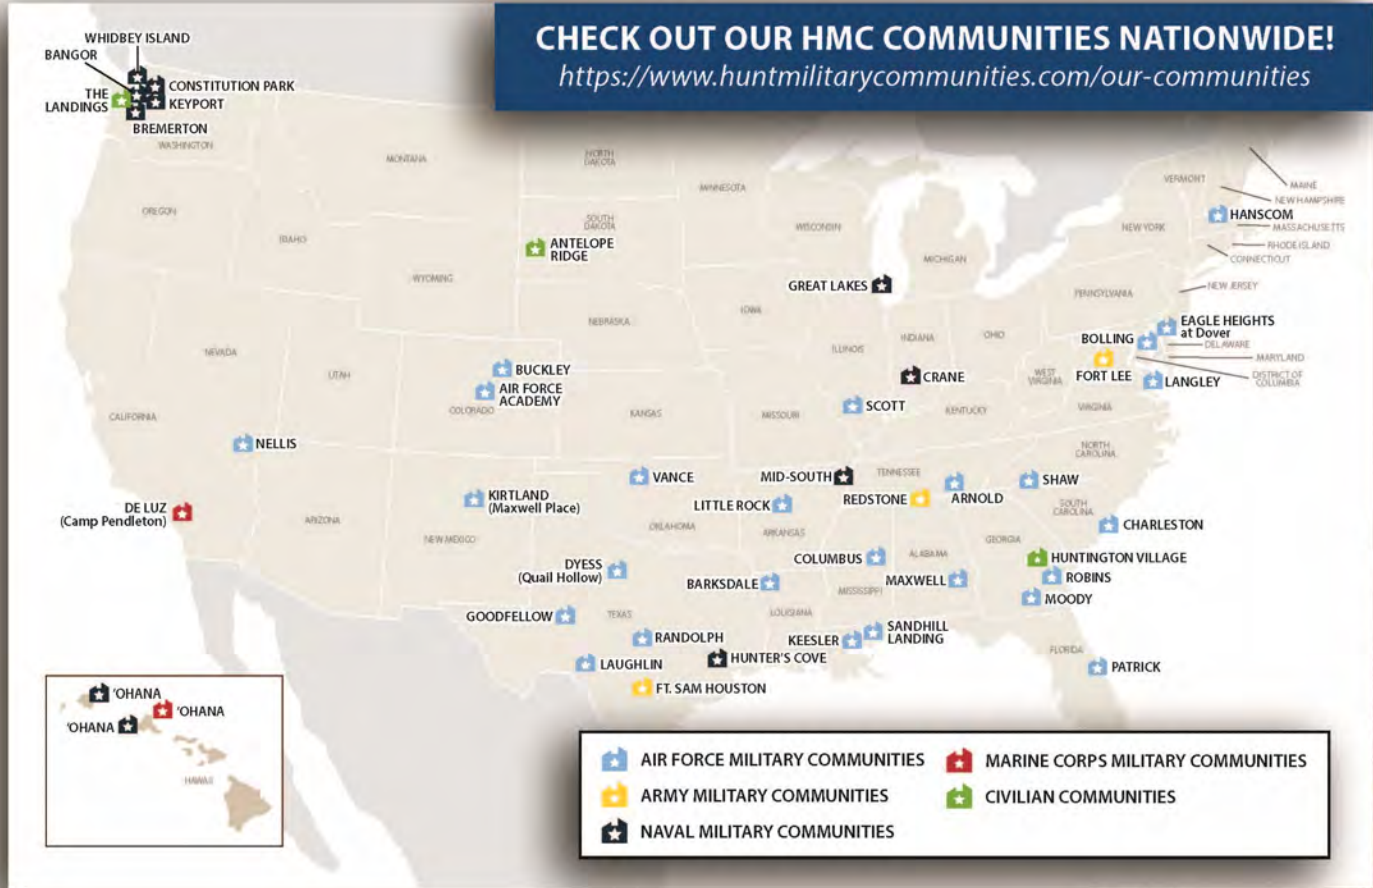 CHECK OUT OUR HMC COMMUNITIES NATIONWIDE!
https://www.huntmilitarycommunities.com/our-communities
WHIDBEY ISLAND
BANGOR
CONSTITUTION PARK
THE
LANDINGS
KEYPORT
BREMERTON
WASHINGTON
MONTANA
NORTH
DAKOTA
MINNESOTA
VERMONT
MAINE
NEW HAMPSHIRE
HANSCOM
MASSACHUSETTS
RHODE ISLAND
CONNECTICUT
OREGON
IDAHO
SOUTH
DAKOTA
WISCONSIN
NEW YORK
ANTELOPE
RIDGE
MICHIGAN
WYOMING
GREAT LAKES
PENNSYLVANIA
NEW JERSEY
NEBRASKA
IOWA
EAGLE HEIGHTS
at Dover
BOLLING
DELAWARE
MARYLAND
DISTRICT OF
COLUMBIA
NEVADA
UTAH
ILLINOIS
INDIANA
OHIO
BUCKLEY
AIR FORCE
ACADEMY
COLORADO
CRANE
WEST
VIRGINIA
FORT LEE
LANGLEY
CALIFORNIA
KANSAS
MISSOURI
SCOTT
KENTUCKY
VIRGINIA
NELLIS
NORTH
CAROLINA
VANCE
MID-SOUTH
TENNESSEE
SHAW
KIRTLAND
(Maxwell Place)
LITTLE ROCK
REDSTONE
ARNOLD
SOUTH
CAROLINA
DE LUZ
(Camp Pendleton)
ARIZONA
NEW MEXICO
OKLAHOMA
ARKANSAS
CHARLESTON
GEORGIA
DYESS
(Quail Hollow)
COLUMBUS
ALABAMA
HUNTINGTON VILLAGE
BARKSDALE
MAXWELL
ROBINS
MISSISSIPPI
MOODY
GOODFELLOW
TEXAS
LOUISIANA
RANDOLPH
KEESLER
SANDHILL
LANDING
LAUGHLIN
HUNTER'S COVE
FLORIDA
PATRICK
FT. SAM HOUSTON
'OHANA
'OHANA
'OHANA
HAWAII
AIR FORCE MILITARY COMMUNITIES
ARMY MILITARY COMMUNITIES
NAVAL MILITARY COMMUNITIES
MARINE CORPS MILITARY COMMUNITIES
CIVILIAN COMMUNITIES